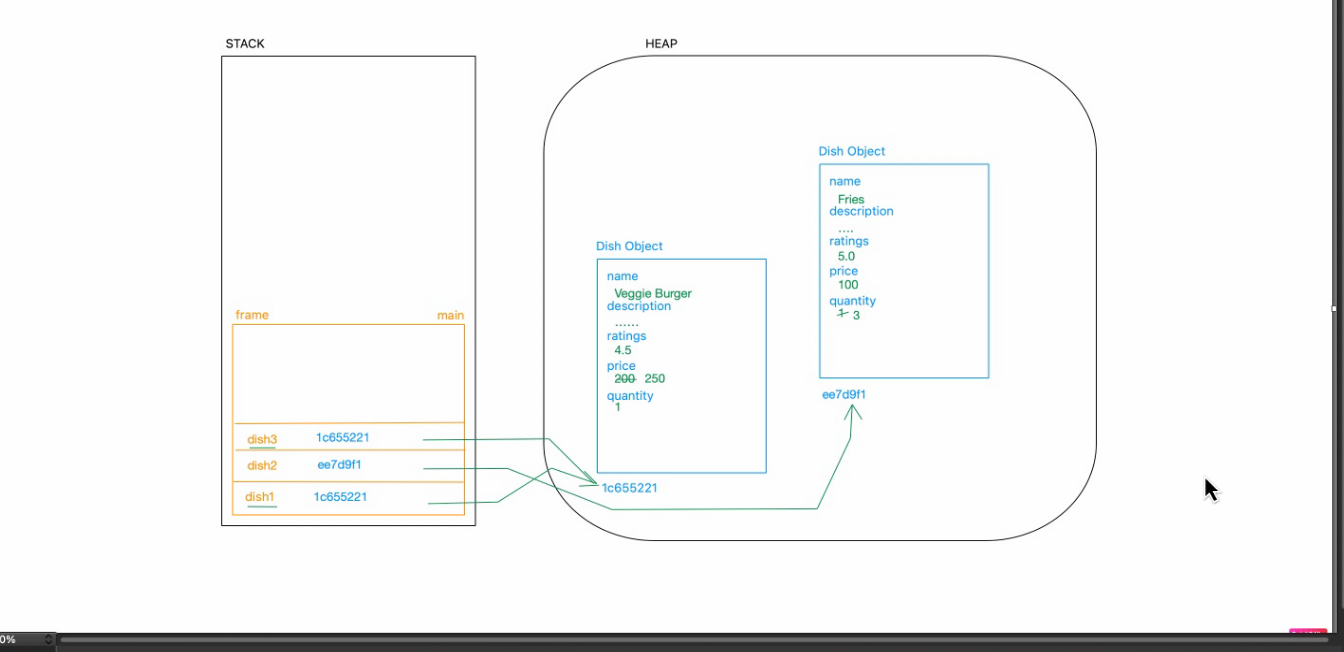 STACK
HEAP
frame main
dish3 1c655221
dish2 ee7d9f1
dish1 1c655221
Dish Object
name
Veggie Burger
description
......
ratings
4.5
price
200 250
quantity
1
1c655221
Dish Object
name
Fries
description
....
ratings
5.0
price
100
quantity
1 3
ee7d9f1
0%